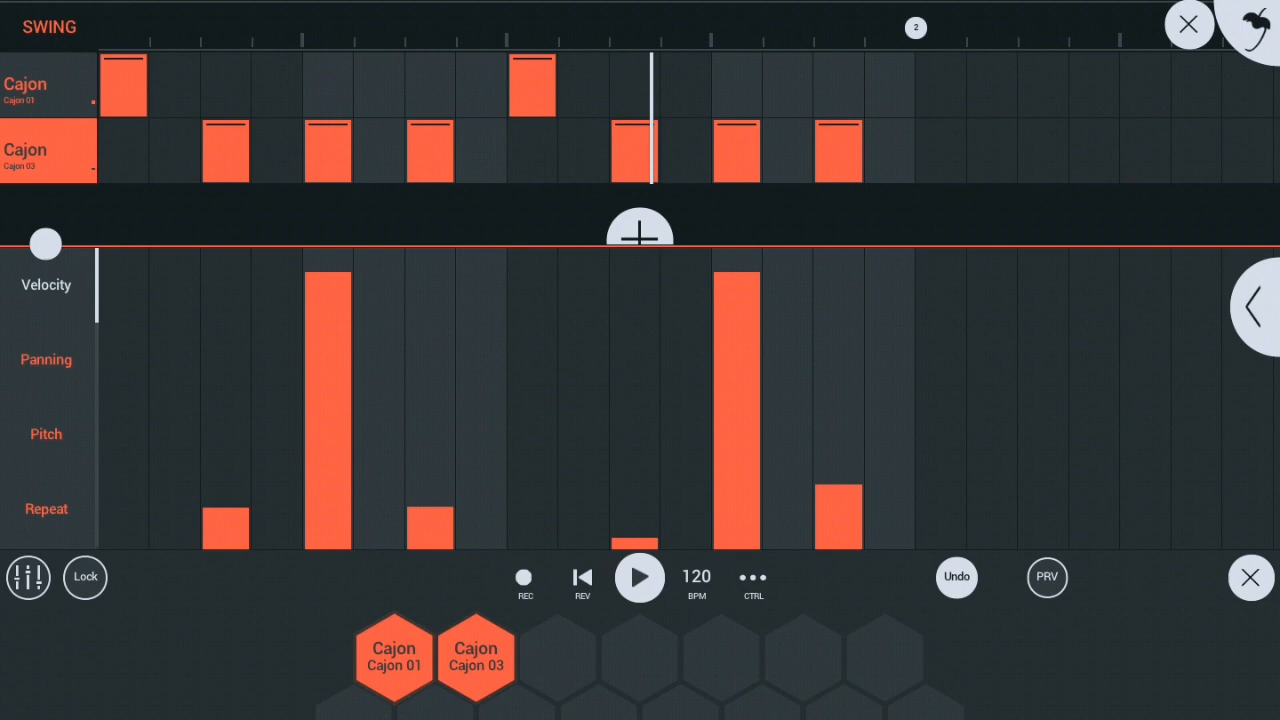 SWING
2
Cajon
Cajon 01
Cajon
Cajon 03
Velocity
Panning
Pitch
Repeat
Lock
REC
REV
120
BPM
CTRL
Undo
PRV
Cajon
Cajon 01
Cajon
Cajon 03